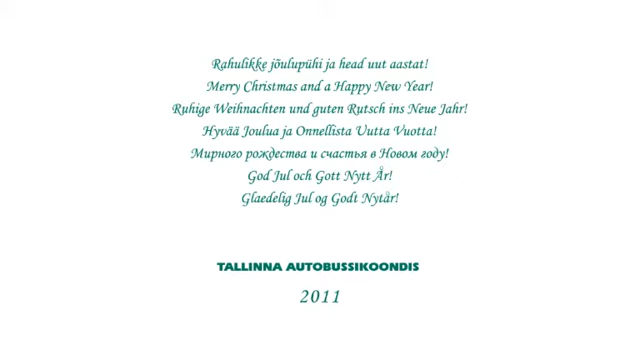 Rahulikke jõulupühi ja head uut aastat!
Merry Christmas and a Happy New Year!
Ruhige Weihnachten und guten Rutsch ins Neue Jahr!
Hyvää Joulua ja Onnellista Uutta Vuotta!
Мирного рождества и счастья в Новом году!
God Jul och Gott Nytt År!
Glaedelig Jul og Godt Nytår!
TALLINNA AUTOBUSSIKOONDIS
2011